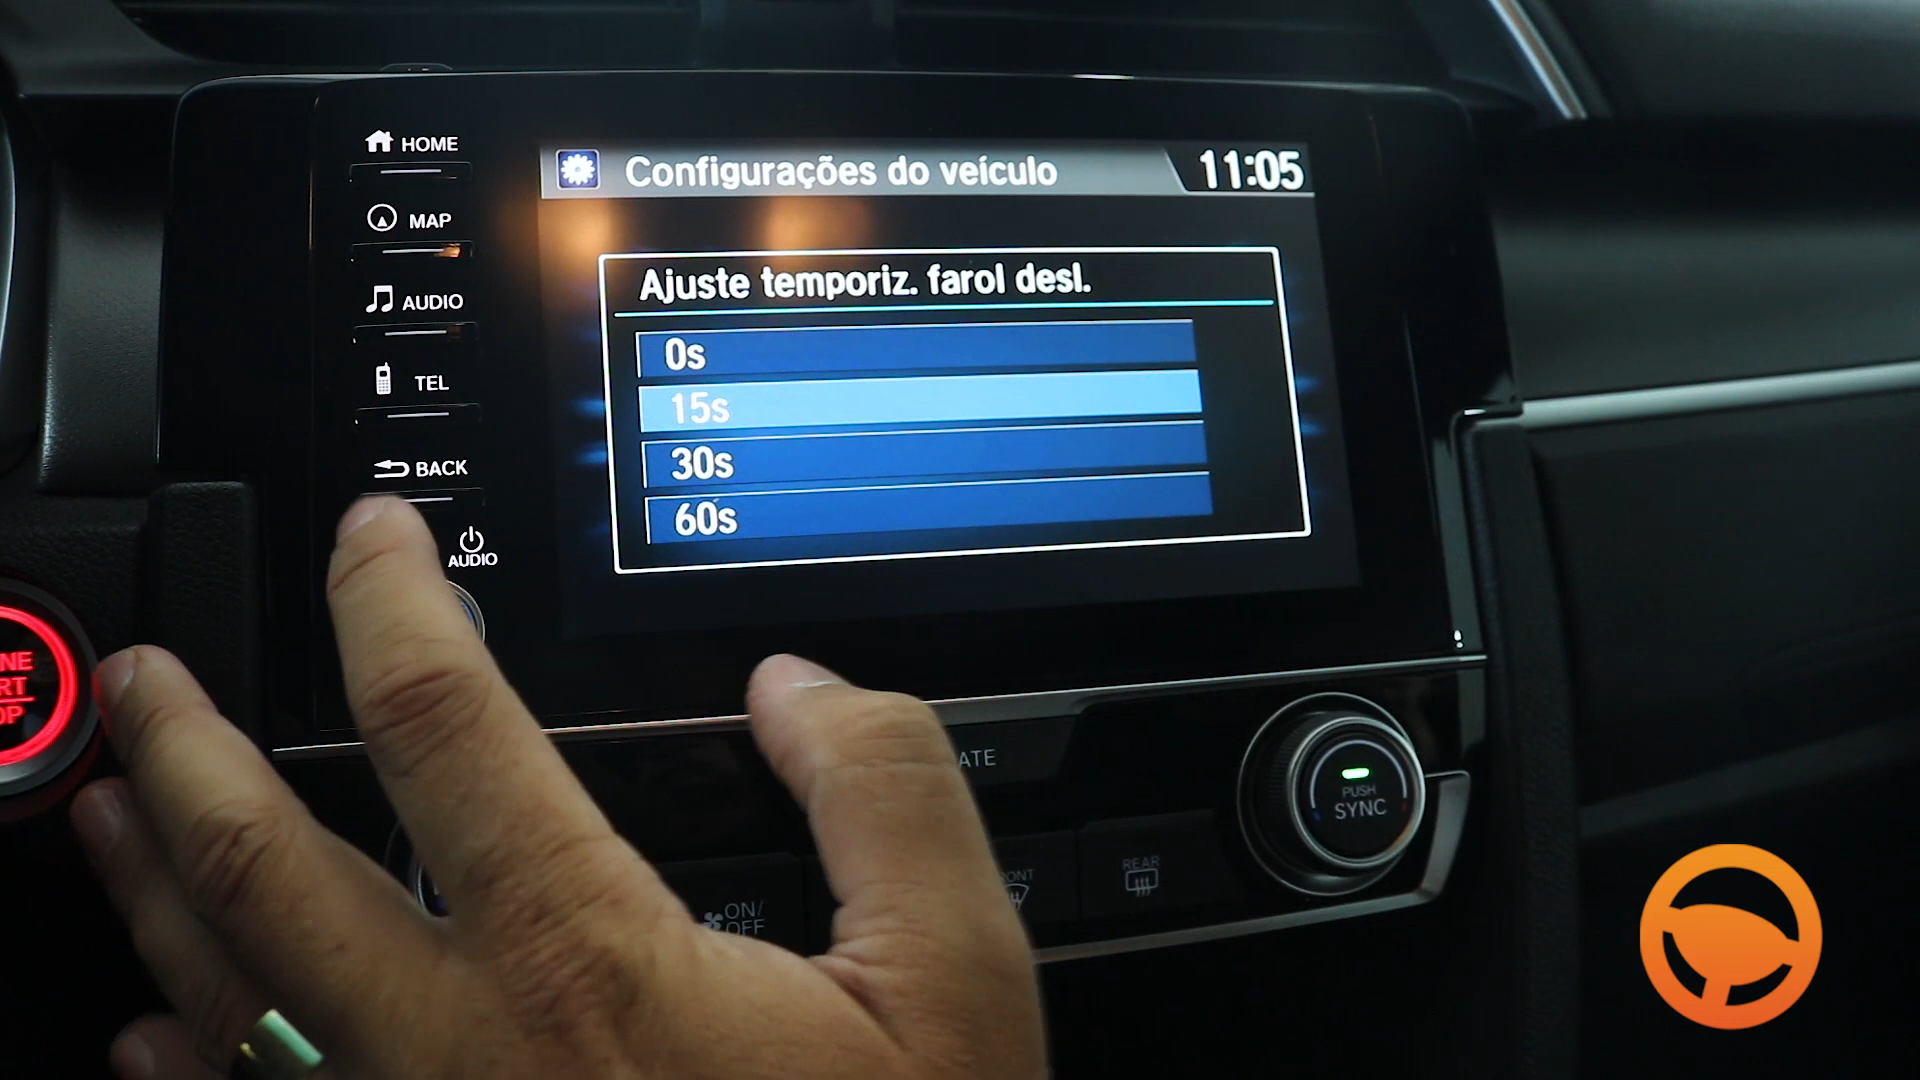 HOME
MAP
AUDIO
TEL
BACK
AUDIO
Configurações do veículo
11:05
Ajuste temporiz. farol desl.
0s
15s
30s
60s
PUSH
SYNC
REAR
ON/
OFF